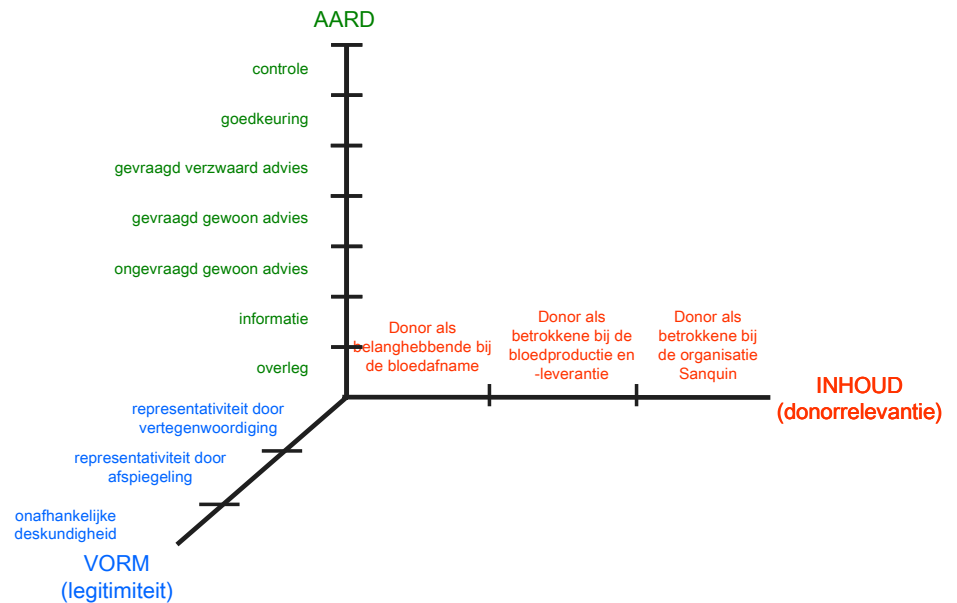 AARD
controle
goedkeuring
gevraagd verzwaard advies
gevraagd gewoon advies
ongevraagd gewoon advies
informatie
overleg
Donor als
belanghebbende bij
de bloedafname
Donor als
betrokkene bij de
bloedproductie en
-leverantie
Donor als
betrokkene bij
de organisatie
Sanquin
INHOUD
(donorrelevantie)
representativiteit door
vertegenwoordiging
representativiteit door
afspiegeling
onafhankelijke
deskundigheid
VORM
(legitimiteit)